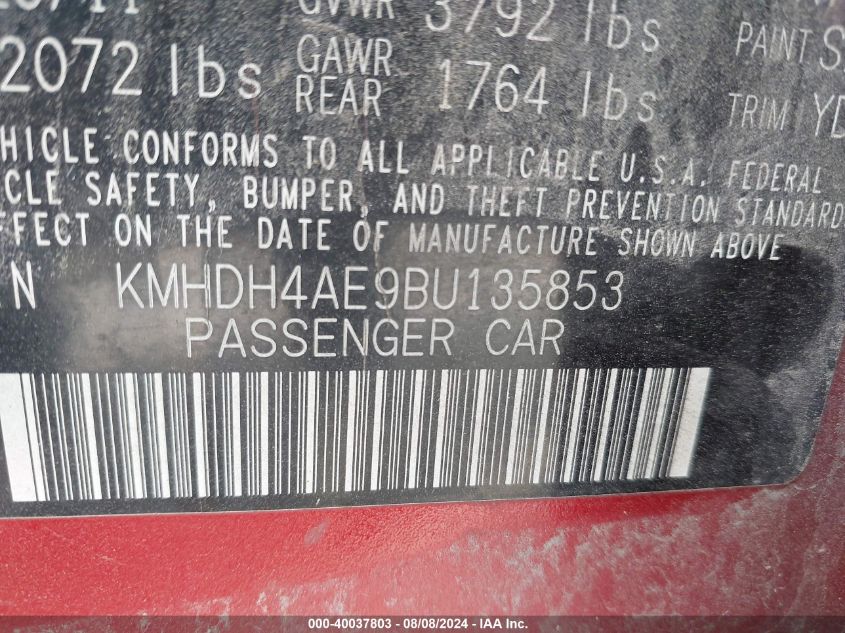 GVWR 3792 lbs
2072 lbs GAWR REAR 1764 lbs
PAINT
TRIM YD
HICLE CONFORMS TO ALL APPLICABLE U.S.A. FEDERAL
CLE SAFETY, BUMPER, AND THEFT PREVENTION STANDARD
FFECT ON THE DATE OF MANUFACTURE SHOWN ABOVE
N KMHDH4AE9BU135853
PASSENGER CAR
000-40037803 - 08/08/2024 - IAAI Inc.